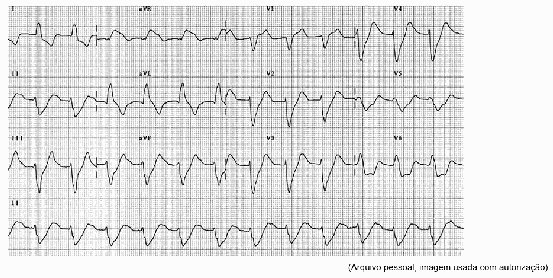 I aVR V1 V4
II aVL V2 V5
III aVF V3 V6
II
(Arquivo pessoal; imagem usada com autorização)